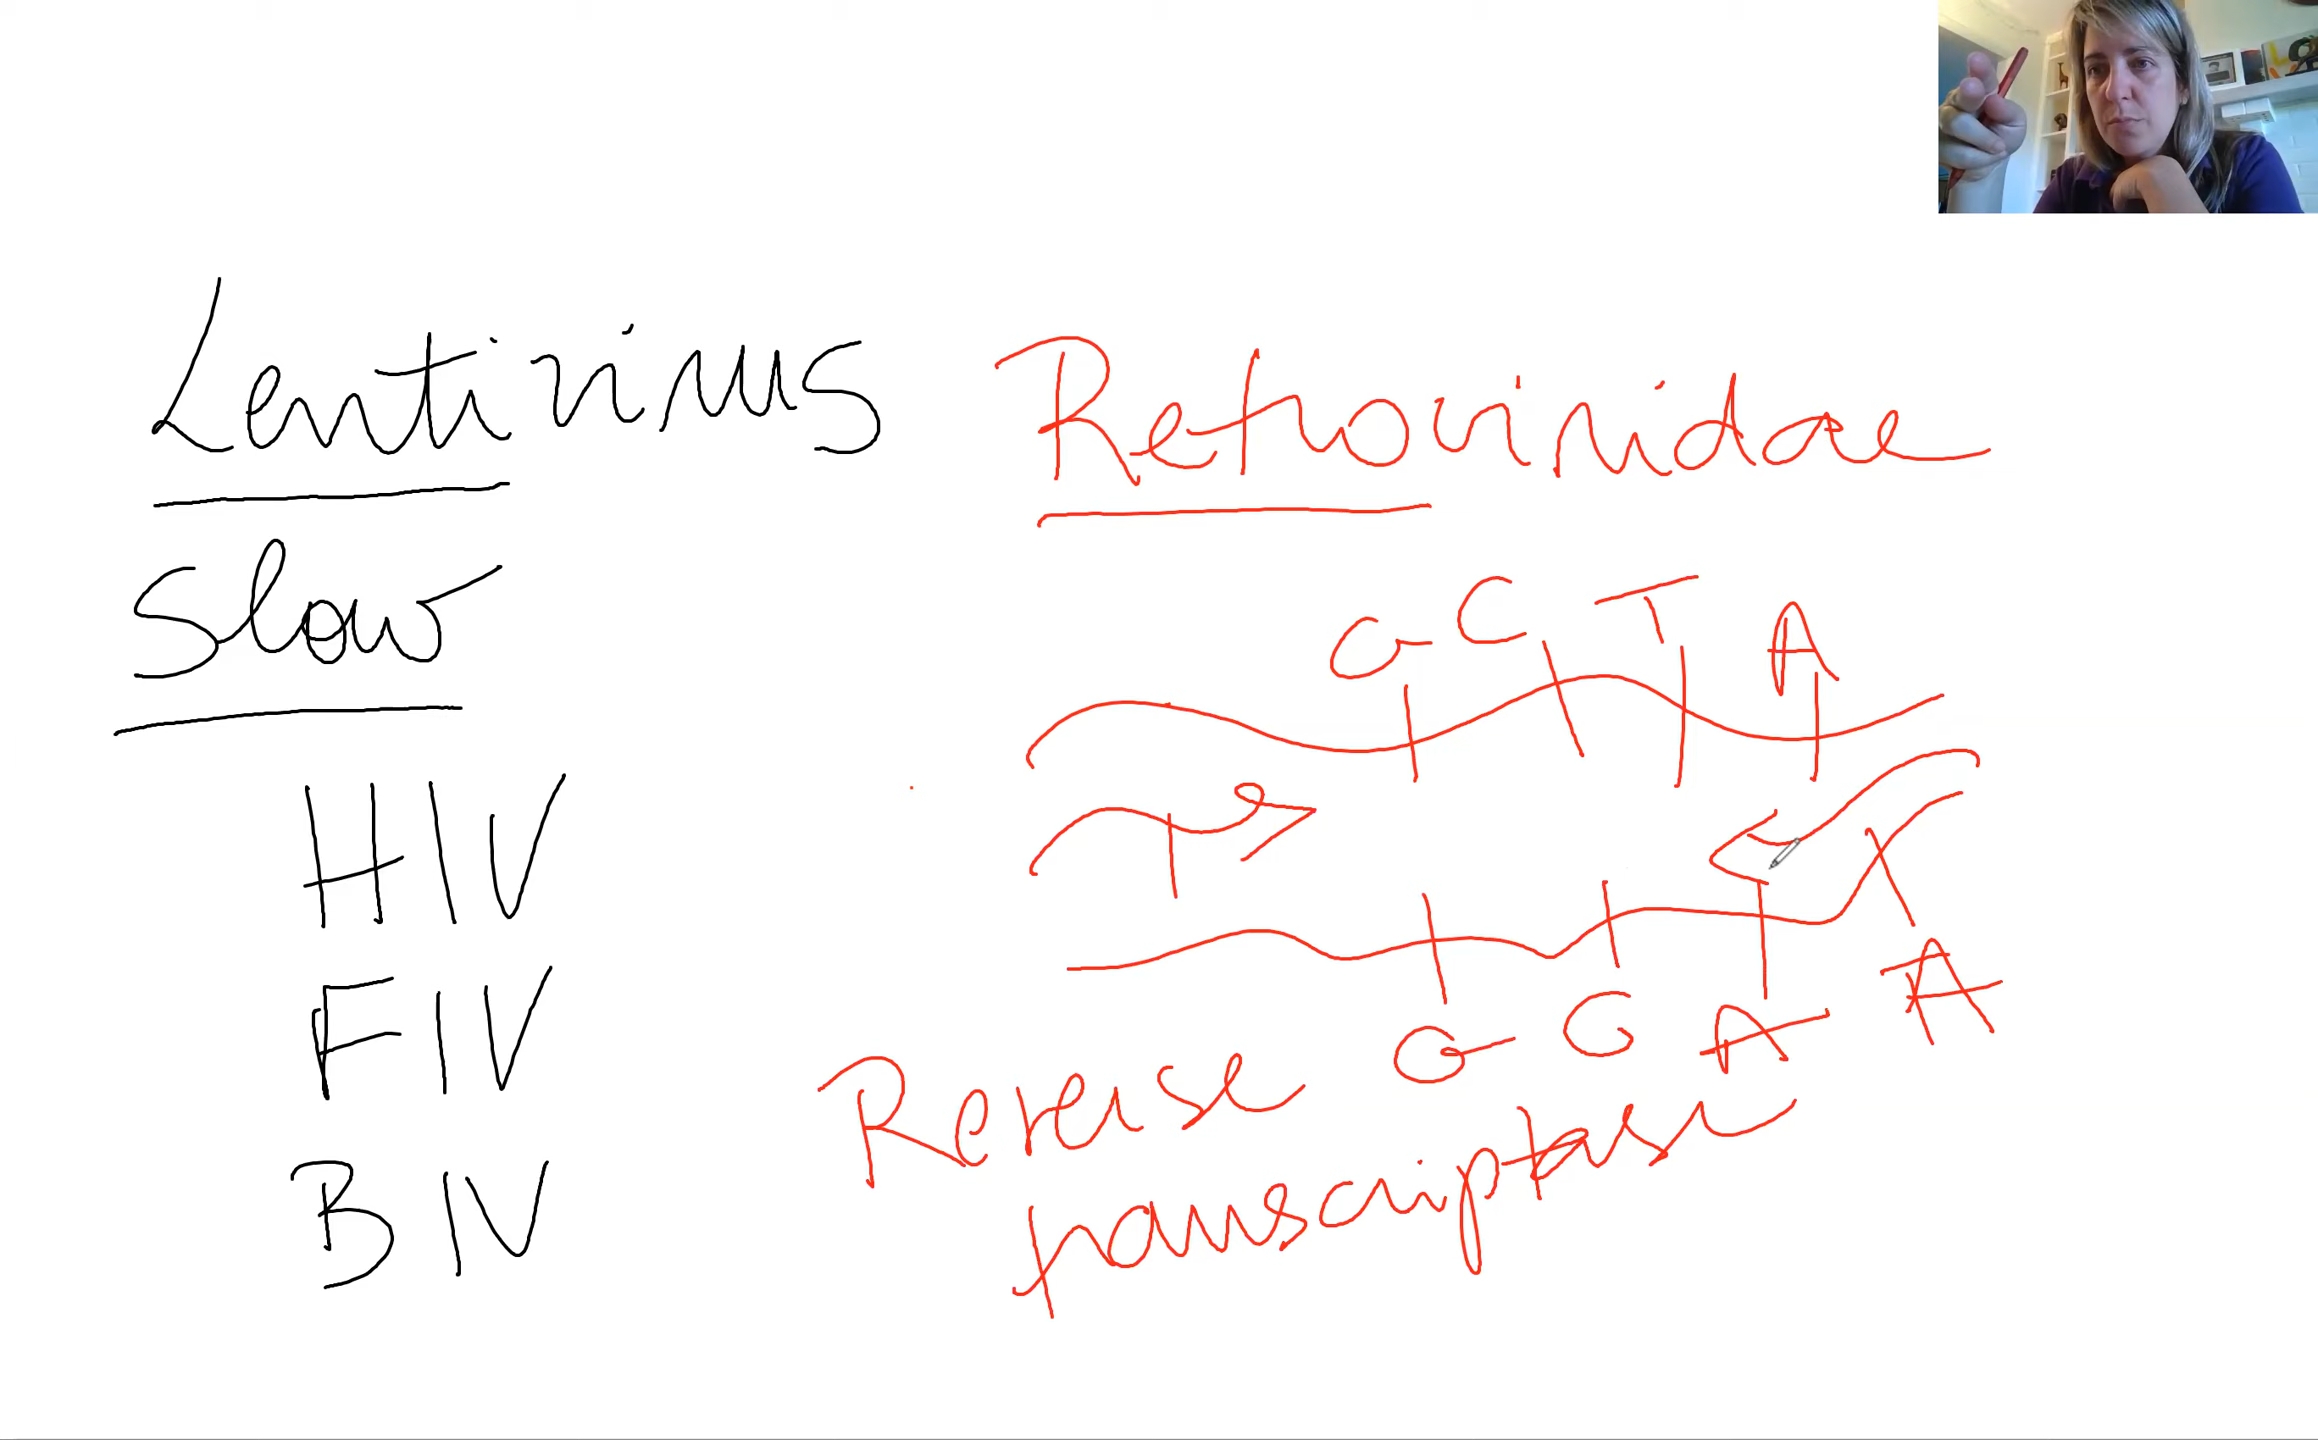 Lentivirus
Slow
HIV
FIV
BIV
Retroviridae
G C T A
G G A A
Reverse
transcriptase